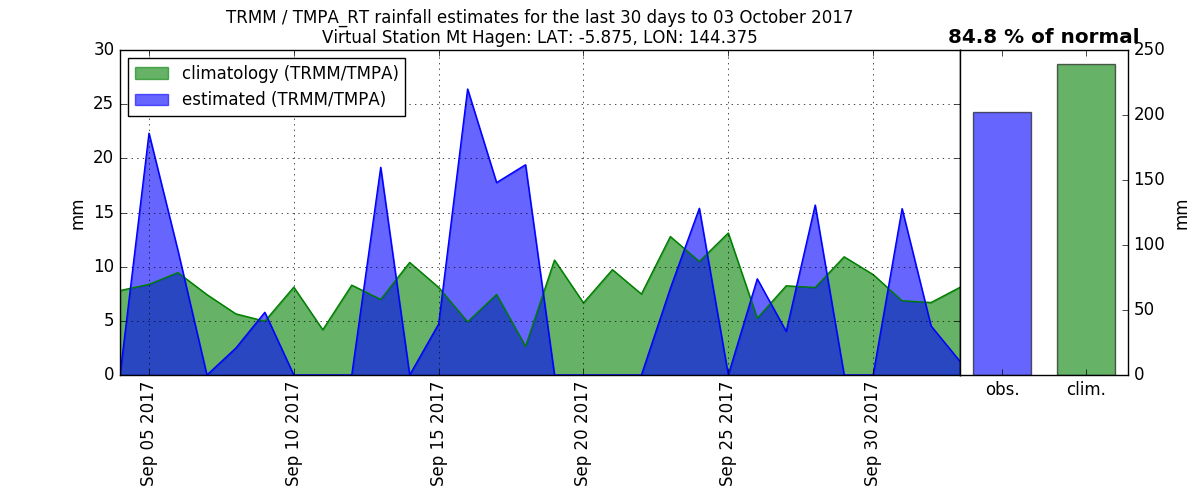 TRMM / TMPA_RT rainfall estimates for the last 30 days to 03 October 2017
Virtual Station Mt Hagen: LAT: -5.875, LON: 144.375
84.8 % of normal
climatology (TRMM/TMPA)
estimated (TRMM/TMPA)
30
25
20
15
10
5
0
mm
Sep 05 2017
Sep 10 2017
Sep 15 2017
Sep 20 2017
Sep 25 2017
Sep 30 2017
250
200
150
100
50
0
mm
obs.
clim.